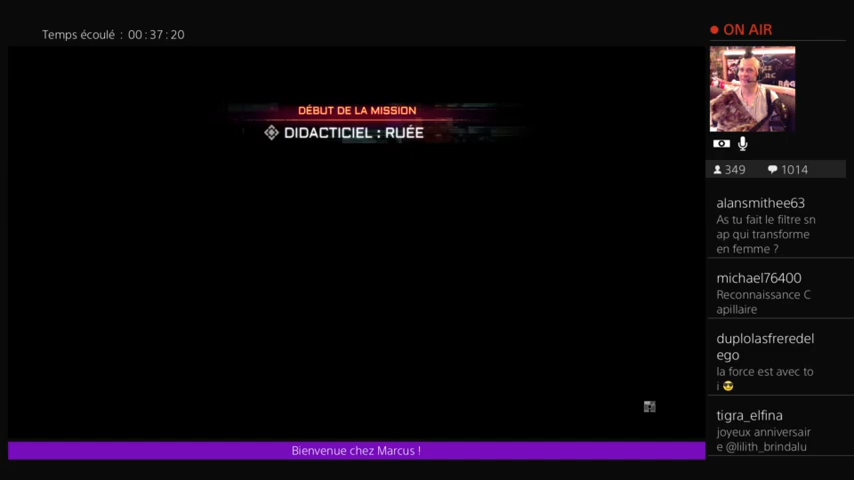 Temps écoulé : 00:37:20
ON AIR
DÉBUT DE LA MISSION
DIDACTICIEL : RUÉE
349 1014
alansmithee63
As tu fait le filtre sn
ap qui transforme
en femme ?
michael76400
Reconnaissance C
apillaire
duplolasfreredel
ego
la force est avec to
i 😎
tigra_elfina
joyeux anniversair
e @lilith_brindalu
Bienvenue chez Marcus !